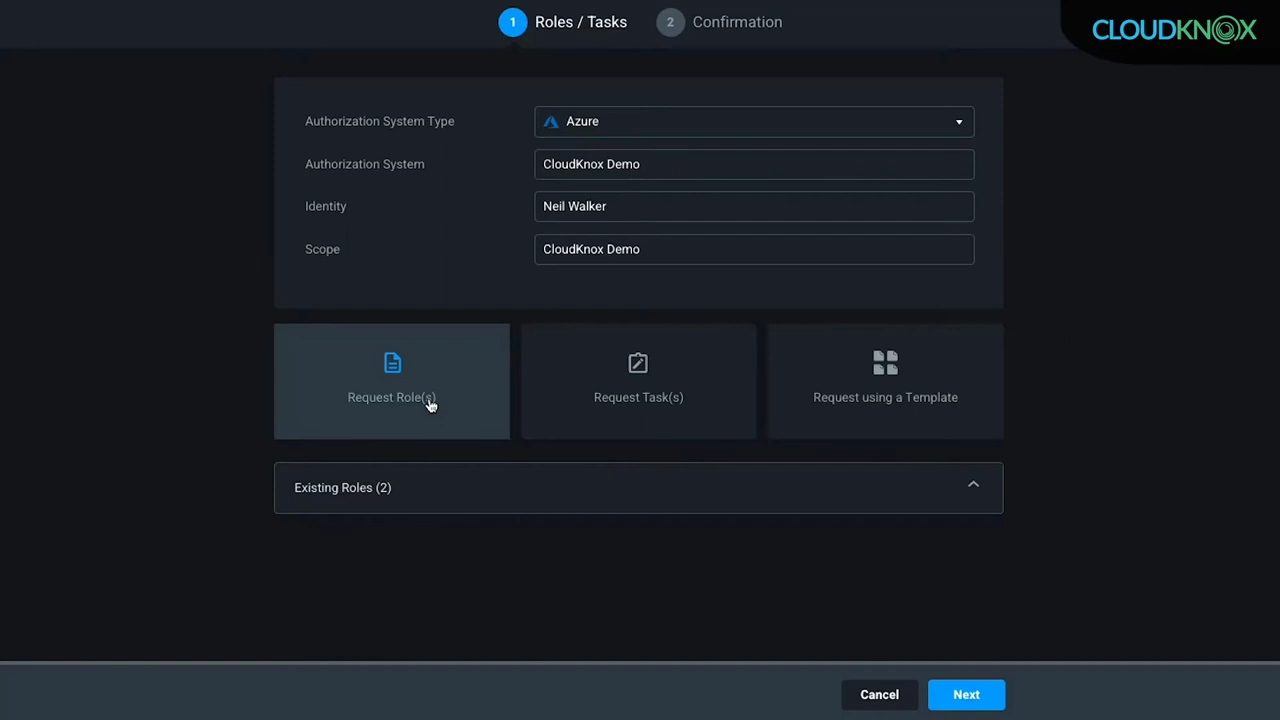 1 Roles / Tasks 2 Confirmation
CLOUDKNOX
Authorization System Type Azure
Authorization System CloudKnox Demo
Identity Neil Walker
Scope CloudKnox Demo
Request Role(s) Request Task(s) Request using a Template
Existing Roles (2)
Cancel Next